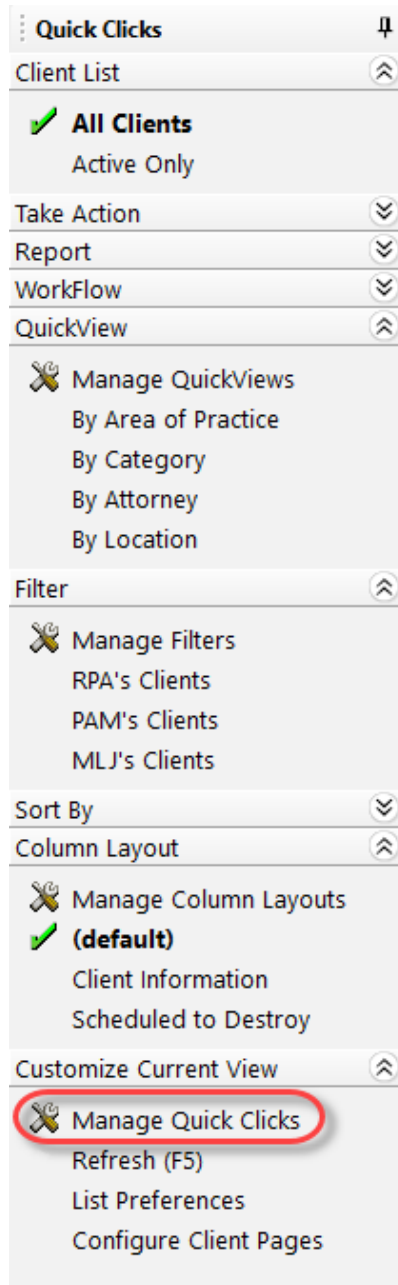 Quick Clicks
Client List
All Clients
Active Only
Take Action
Report
WorkFlow
QuickView
Manage QuickViews
By Area of Practice
By Category
By Attorney
By Location
Filter
Manage Filters
RPA's Clients
PAM's Clients
MLJ's Clients
Sort By
Column Layout
Manage Column Layouts
(default)
Client Information
Scheduled to Destroy
Customize Current View
Manage Quick Clicks
Refresh (F5)
List Preferences
Configure Client Pages